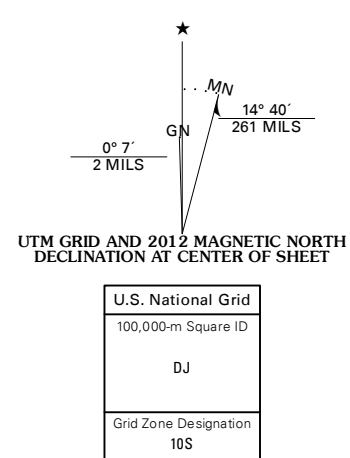 ★
MN
14° 40´
261 MILS
GN
0° 7´
2 MILS
UTM GRID AND 2012 MAGNETIC NORTH
DECLINATION AT CENTER OF SHEET
U.S. National Grid
100,000-m Square ID
DJ
Grid Zone Designation
10S